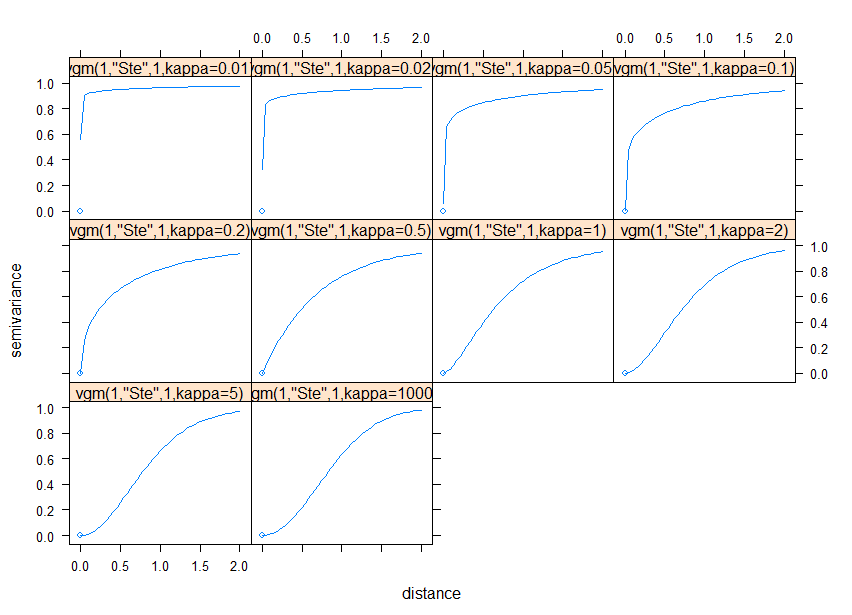 0.0 0.5 1.0 1.5 2.0 0.0 0.5 1.0 1.5 2.0
vgm(1,"Ste",1,kappa=0.01) vgm(1,"Ste",1,kappa=0.02) vgm(1,"Ste",1,kappa=0.05) vgm(1,"Ste",1,kappa=0.1)
1.0
0.8
0.6
0.4
0.2
0.0
vgm(1,"Ste",1,kappa=0.2) vgm(1,"Ste",1,kappa=0.5) vgm(1,"Ste",1,kappa=1) vgm(1,"Ste",1,kappa=2)
1.0
0.8
0.6
0.4
0.2
0.0
semivariance
vgm(1,"Ste",1,kappa=5) gm(1,"Ste",1,kappa=1000
1.0
0.8
0.6
0.4
0.2
0.0
0.0 0.5 1.0 1.5 2.0
distance